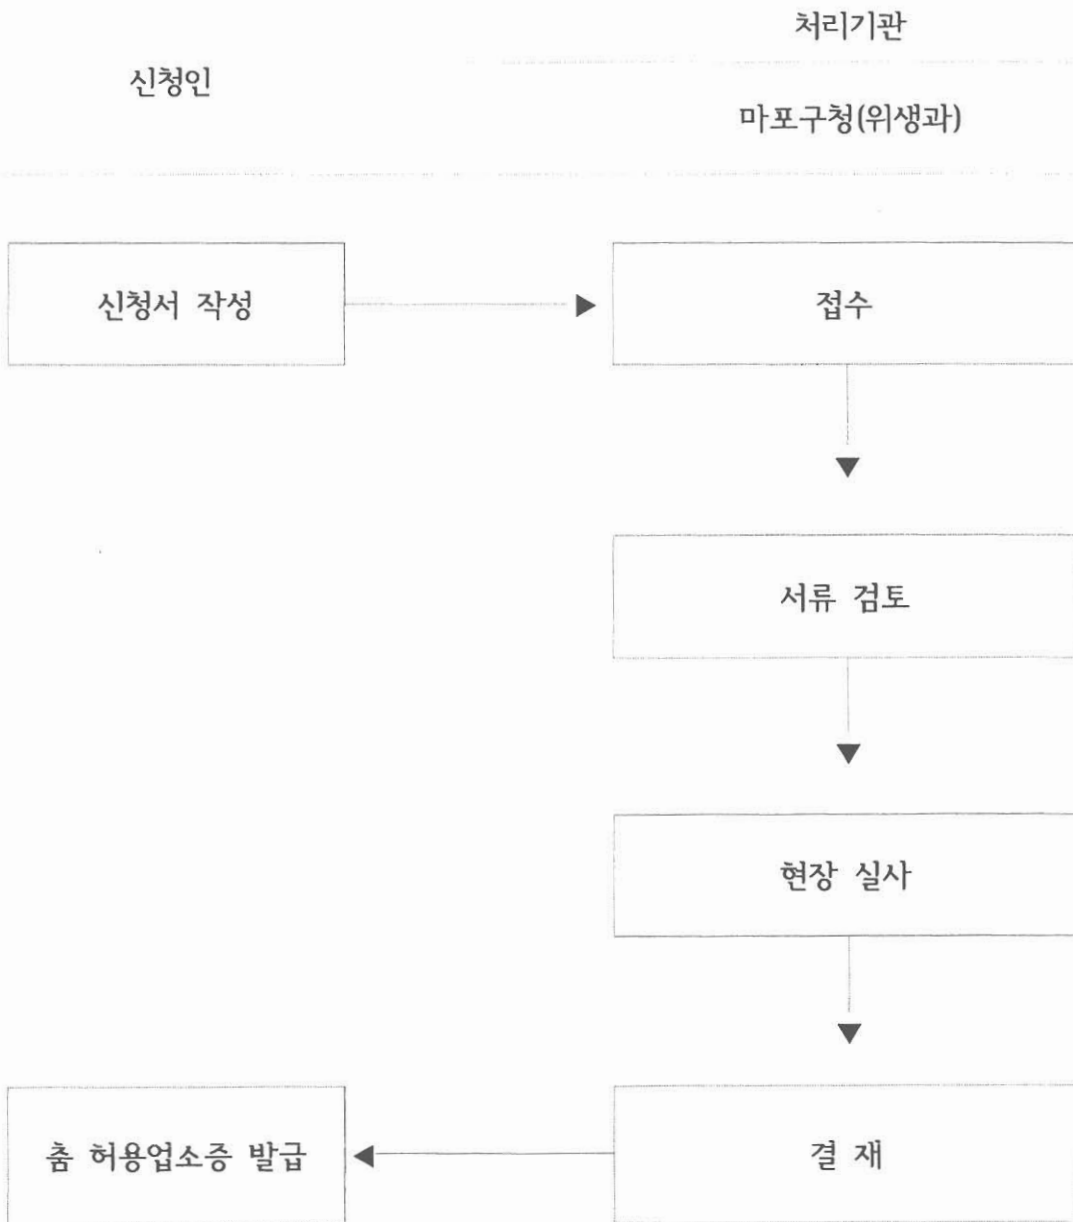 처리기관
신청인
마포구청(위생과)
신청서 작성
접수
서류 검토
현장 실사
춤 허용업소증 발급
결 재